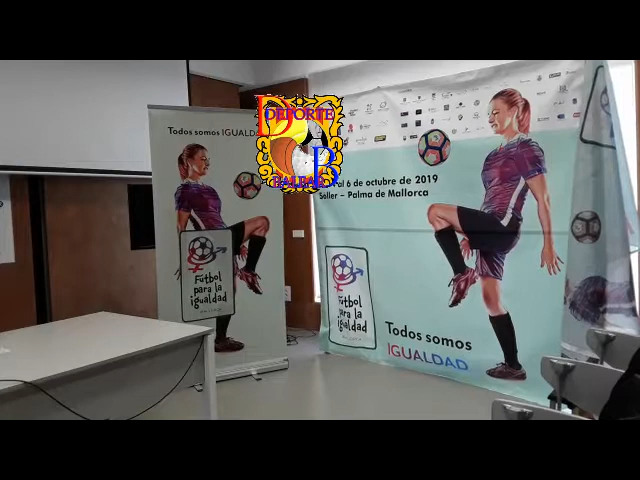 Todos somos IGUALDAD
Fútbol
para la
igualdad
DEPORTE
BALEAR
al 6 de octubre de 2019
Sóller – Palma de Mallorca
Fútbol
para la
igualdad
Todos somos
IGUALDAD